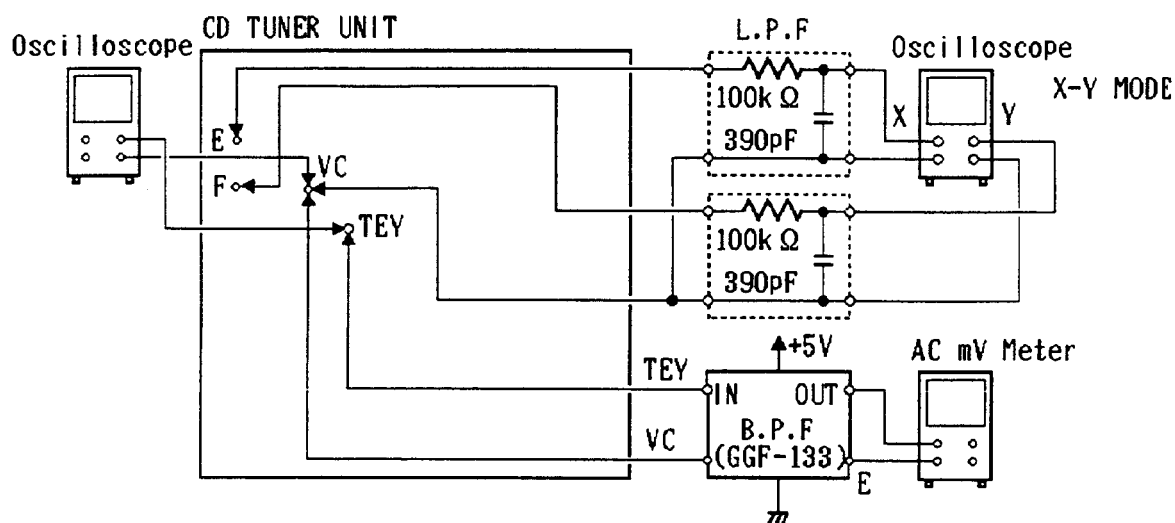 CD TUNER UNIT
Oscilloscope
E
F
VC
TEY
L.P.F
100k Ω
390pF
100k Ω
390pF
Oscilloscope
X-Y MODE
X
Y
+5V
TEY
IN
OUT
B.P.F
(GGF-133)
VC
E
AC mV Meter